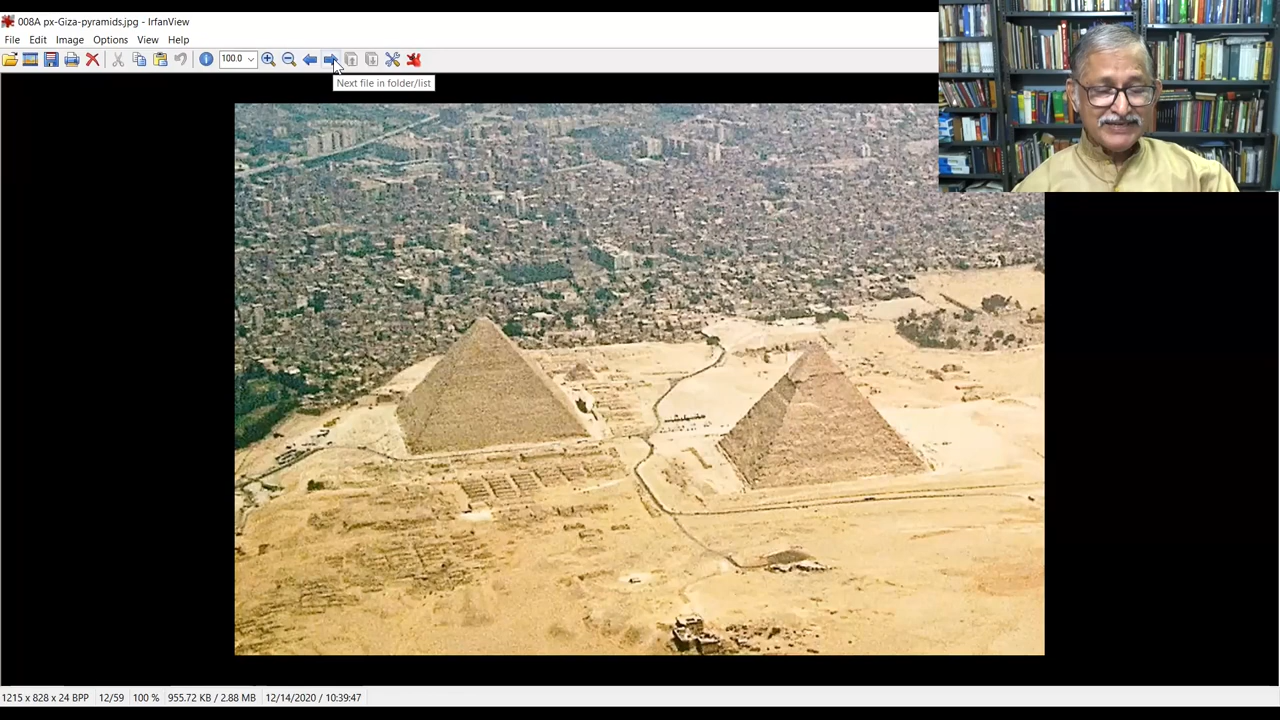 008A px-Giza-pyramids.jpg - IrfanView
File Edit Image Options View Help
100.0
Next file in folder/list
1215 x 828 x 24 BPP 12/59 100 % 955.72 KB / 2.88 MB 12/14/2020 / 10:39:47